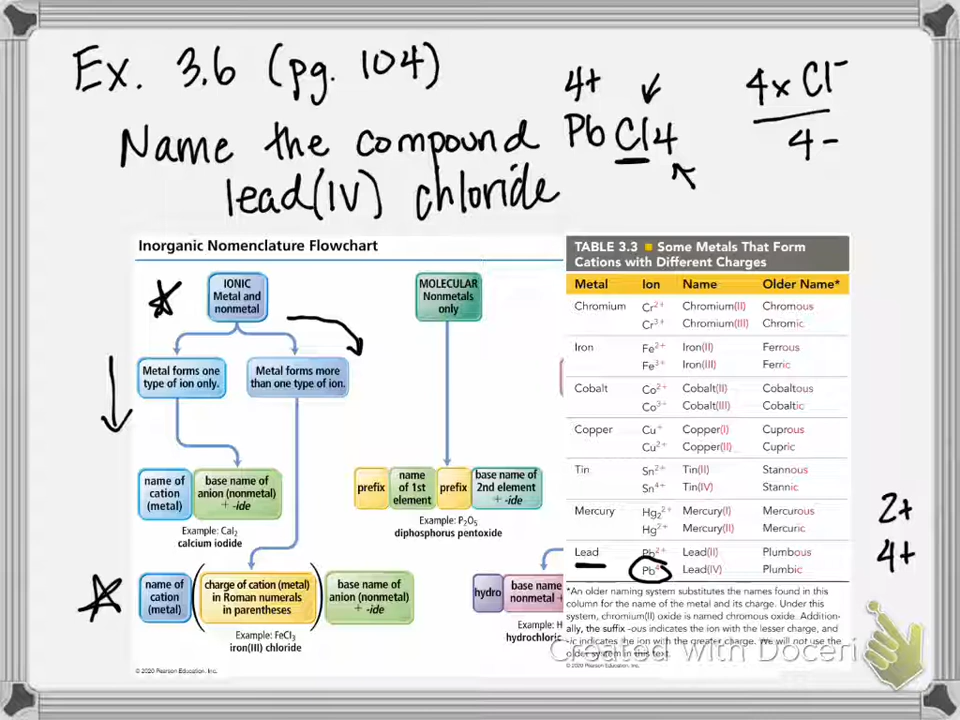 Ex. 3.6 (pg. 104)
4+
4x Cl⁻
4-
Name the compound PbCl4
lead(IV) chloride
Inorganic Nomenclature Flowchart
IONIC
Metal and
nonmetal
MOLECULAR
Nonmetals
only
Metal forms one
type of ion only.
Metal forms more
than one type of ion.
name of
cation
(metal)
base name of
anion (nonmetal)
+ -ide
Example: CaI₂
calcium iodide
prefix
name
of 1st
element
prefix
base name of
2nd element
+ -ide
Example: P₂O₅
diphosphorus pentoxide
name of
cation
(metal)
charge of cation (metal)
in Roman numerals
in parentheses
base name of
anion (nonmetal)
+ -ide
Example: FeCl₃
iron(III) chloride
hydro
base name
nonmetal +
Example: H
hydrochloric
© 2020 Pearson Education, Inc.
TABLE 3.3 ■ Some Metals That Form
Cations with Different Charges
Metal Ion Name Older Name*
Chromium Cr²⁺ Chromium(II) Chromous
Cr³⁺ Chromium(III) Chromic
Iron Fe²⁺ Iron(II) Ferrous
Fe³⁺ Iron(III) Ferric
Cobalt Co²⁺ Cobalt(II) Cobaltous
Co³⁺ Cobalt(III) Cobaltic
Copper Cu⁺ Copper(I) Cuprous
Cu²⁺ Copper(II) Cupric
Tin Sn²⁺ Tin(II) Stannous
Sn⁴⁺ Tin(IV) Stannic
Mercury Hg₂²⁺ Mercury(I) Mercurous
Hg²⁺ Mercury(II) Mercuric
Lead Pb²⁺ Lead(II) Plumbous
Pb⁴⁺ Lead(IV) Plumbic
2+
4+
*An older naming system substitutes the names found in this
column for the name of the metal and its charge. Under this
system, chromium(II) oxide is named chromous oxide. Addition-
ally, the suffix -ous indicates the ion with the lesser charge, and
-ic indicates the ion with the greater charge. We will not use the
older system in this text.
© 2020 Pearson Education, Inc.
Created with Doceri